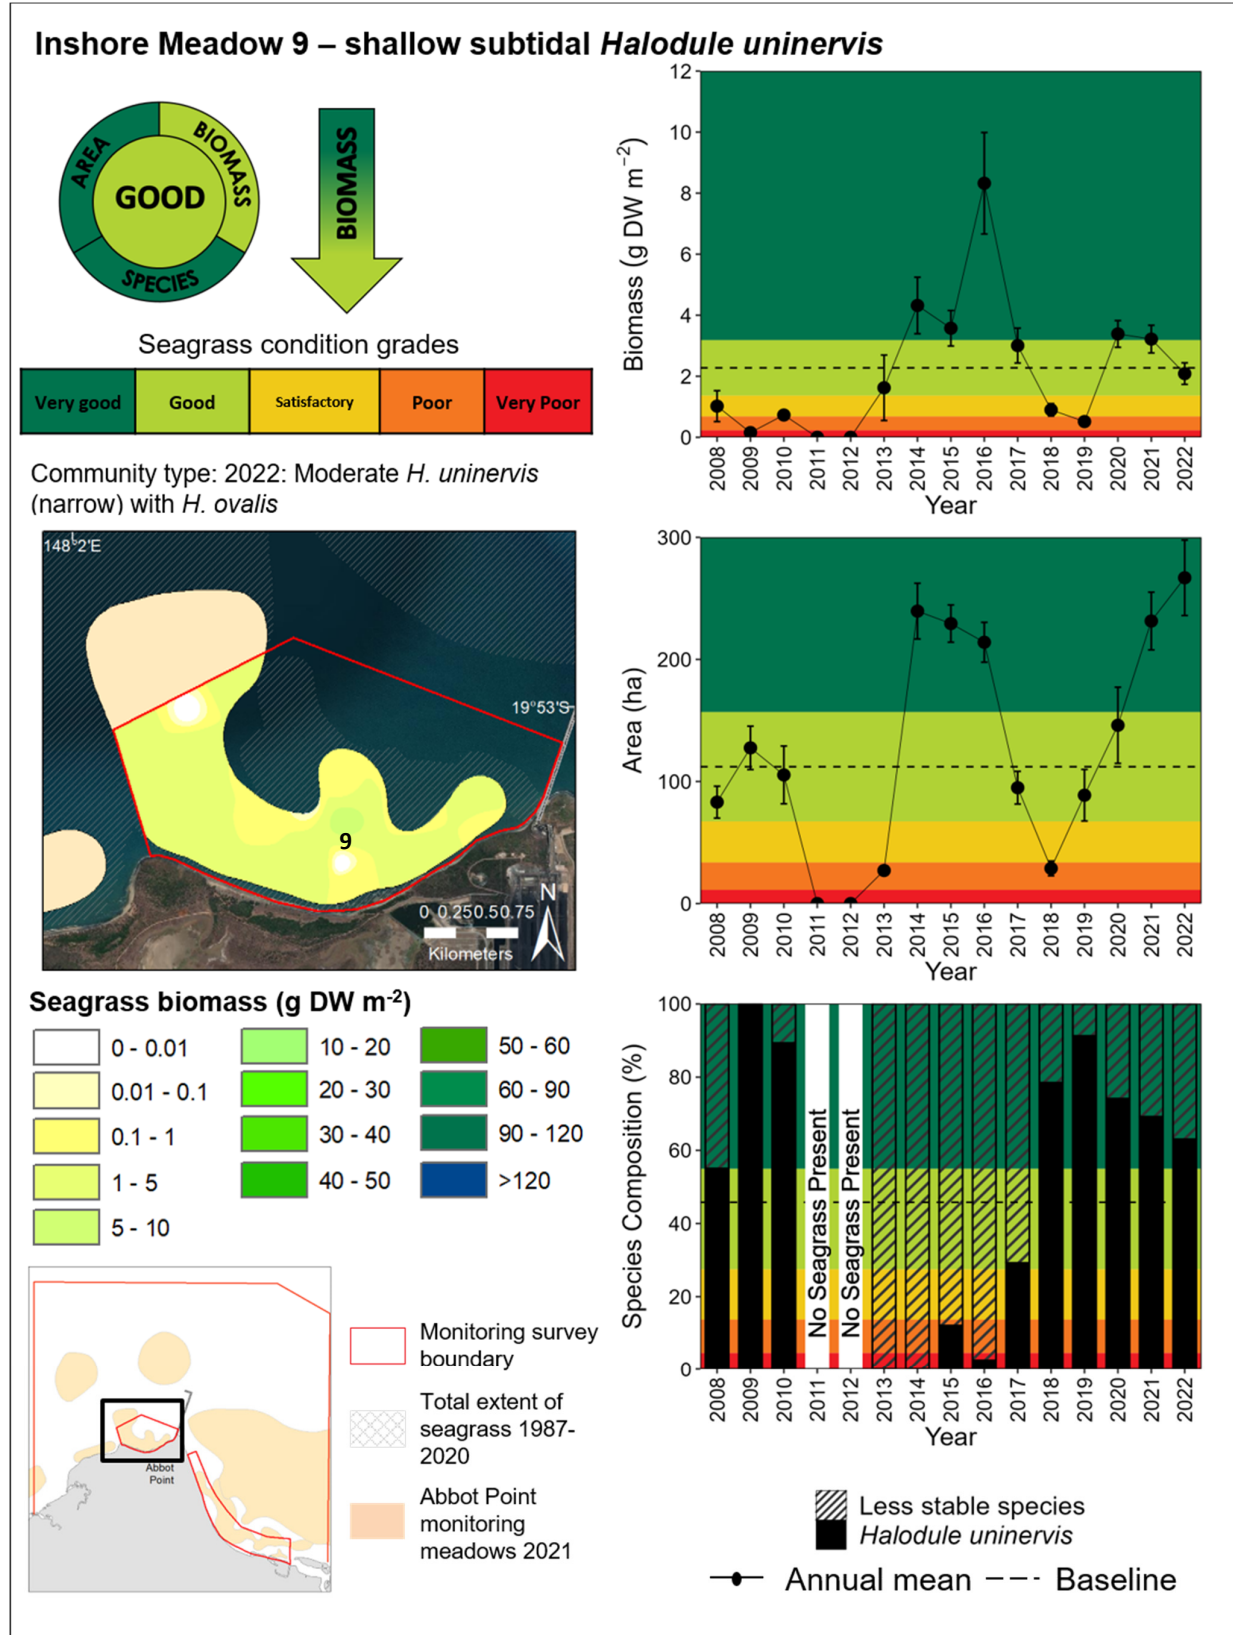 Inshore Meadow 9 – shallow subtidal Halodule uninervis
AREA
BIOMASS
GOOD
SPECIES
BIOMASS
Seagrass condition grades
Very good
Good
Satisfactory
Poor
Very Poor
Community type: 2022: Moderate H. uninervis
(narrow) with H. ovalis
148°2'E
19°53'S
9
N
0 0.250.50.75
Kilometers
Seagrass biomass (g DW m-2)
0 - 0.01
0.01 - 0.1
0.1 - 1
1 - 5
5 - 10
10 - 20
20 - 30
30 - 40
40 - 50
50 - 60
60 - 90
90 - 120
>120
Abbot
Point
Monitoring survey
boundary
Total extent of
seagrass 1987-
2020
Abbot Point
monitoring
meadows 2021
Biomass (g DW m−2)
12
10
8
6
4
2
0
2008
2009
2010
2011
2012
2013
2014
2015
2016
2017
2018
2019
2020
2021
2022
Year
Area (ha)
300
200
100
0
2008
2009
2010
2011
2012
2013
2014
2015
2016
2017
2018
2019
2020
2021
2022
Year
Species Composition (%)
100
80
60
40
20
0
No Seagrass Present
No Seagrass Present
2008
2009
2010
2011
2012
2013
2014
2015
2016
2017
2018
2019
2020
2021
2022
Year
Less stable species
Halodule uninervis
Annual mean
Baseline